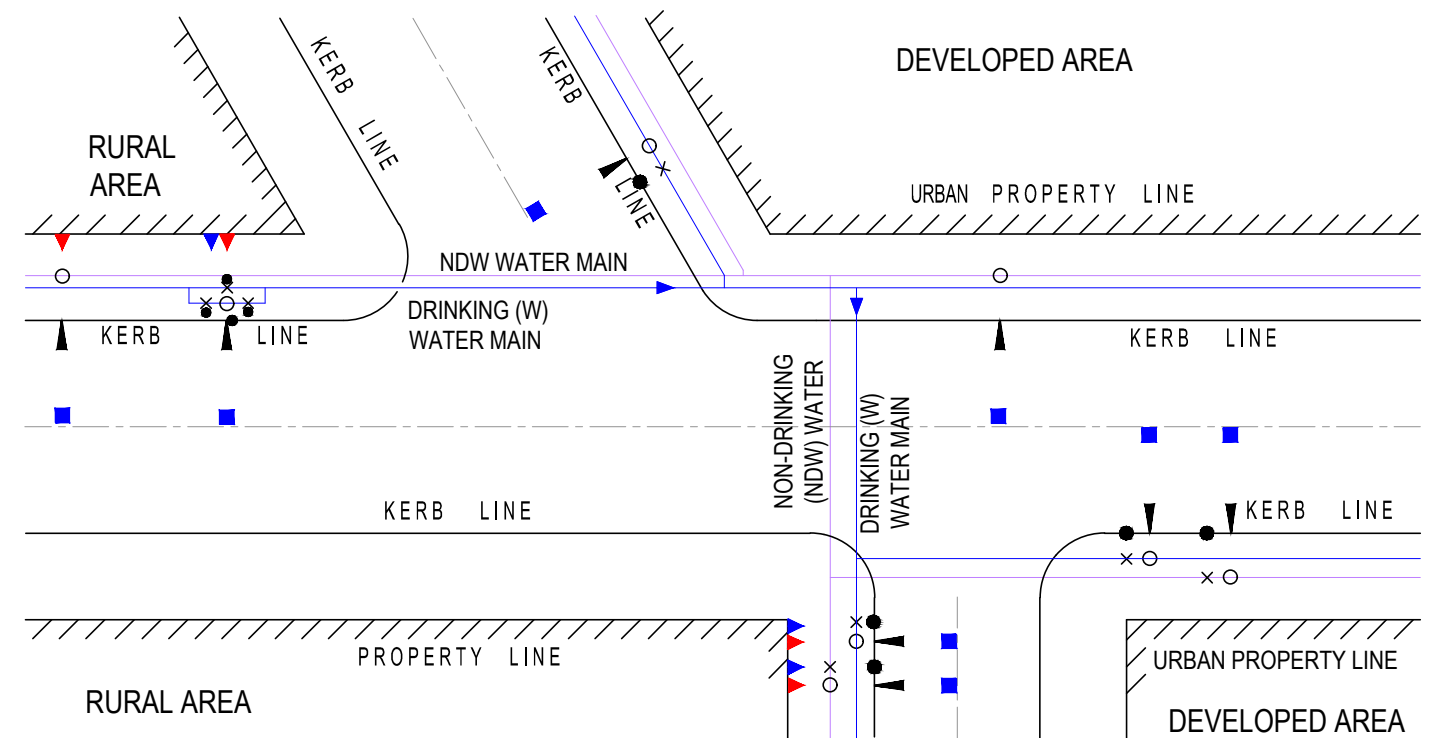 DEVELOPED AREA
KERB LINE
KERB LINE
RURAL
AREA
URBAN PROPERTY LINE
NDW WATER MAIN
DRINKING (W)
WATER MAIN
KERB LINE
KERB LINE
NON-DRINKING
(NDW) WATER
DRINKING (W)
WATER MAIN
KERB LINE
KERB LINE
PROPERTY LINE
URBAN PROPERTY LINE
RURAL AREA
DEVELOPED AREA